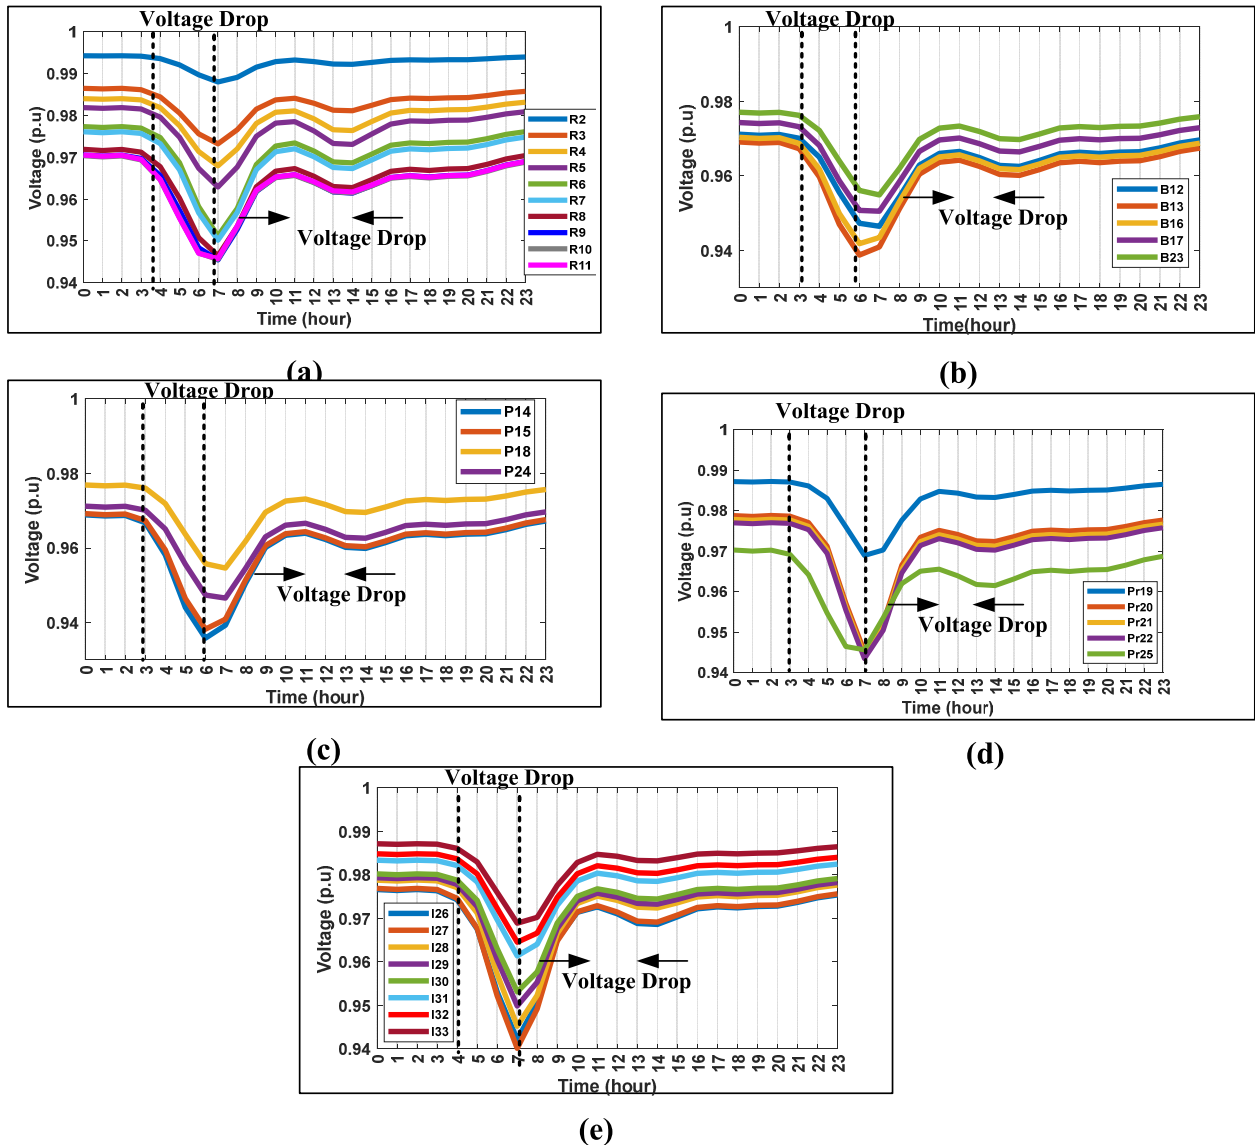 Voltage Drop
1
0.99
0.98
0.97
0.96
0.95
0.94
Voltage (p.u)
0 1 2 3 4 5 6 7 8 9 10 11 12 13 14 15 16 17 18 19 20 21 22 23
Time (hour)
Voltage Drop
R2
R3
R4
R5
R6
R7
R8
R9
R10
R11
(a)
Voltage Drop
1
0.98
0.96
0.94
Voltage (p.u)
0 1 2 3 4 5 6 7 8 9 10 11 12 13 14 15 16 17 18 19 20 21 22 23
Time(hour)
Voltage Drop
B12
B13
B16
B17
B23
(b)
Voltage Drop
1
0.98
0.96
0.94
Voltage (p.u)
0 1 2 3 4 5 6 7 8 9 10 11 12 13 14 15 16 17 18 19 20 21 22 23
Time (hour)
Voltage Drop
P14
P15
P18
P24
(c)
Voltage Drop
1
0.99
0.98
0.97
0.96
0.95
0.94
Voltage (p.u)
0 1 2 3 4 5 6 7 8 9 10 11 12 13 14 15 16 17 18 19 20 21 22 23
Time (hour)
Voltage Drop
Pr19
Pr20
Pr21
Pr22
Pr25
(d)
Voltage Drop
1
0.99
0.98
0.97
0.96
0.95
0.94
Voltage (p.u)
0 1 2 3 4 5 6 7 8 9 10 11 12 13 14 15 16 17 18 19 20 21 22 23
Time (hour)
Voltage Drop
I26
I27
I28
I29
I30
I31
I32
I33
(e)